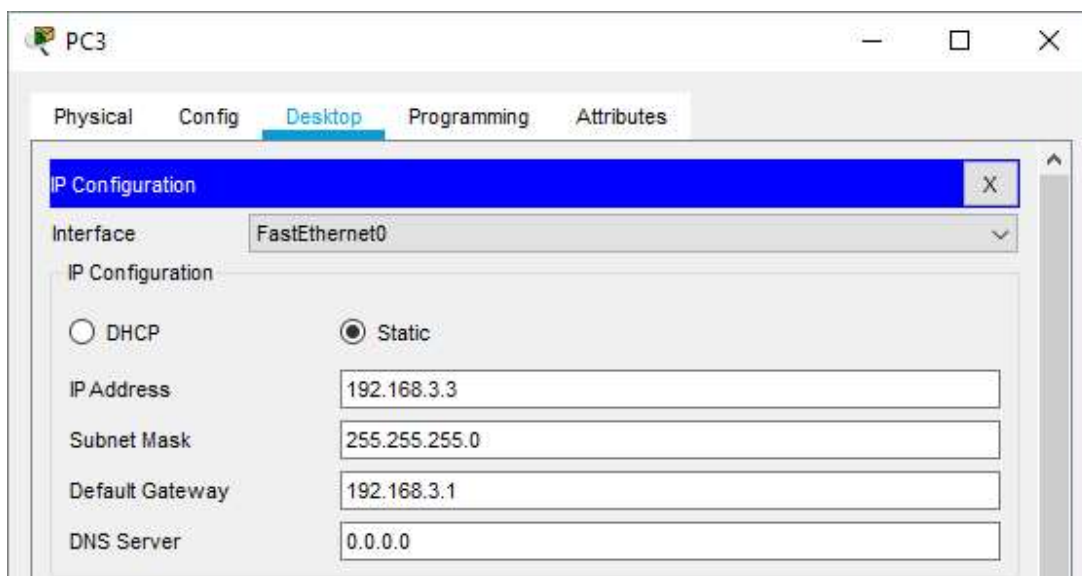 PC3
Physical Config Desktop Programming Attributes
IP Configuration X
Interface FastEthernet0
IP Configuration
DHCP Static
IP Address 192.168.3.3
Subnet Mask 255.255.255.0
Default Gateway 192.168.3.1
DNS Server 0.0.0.0